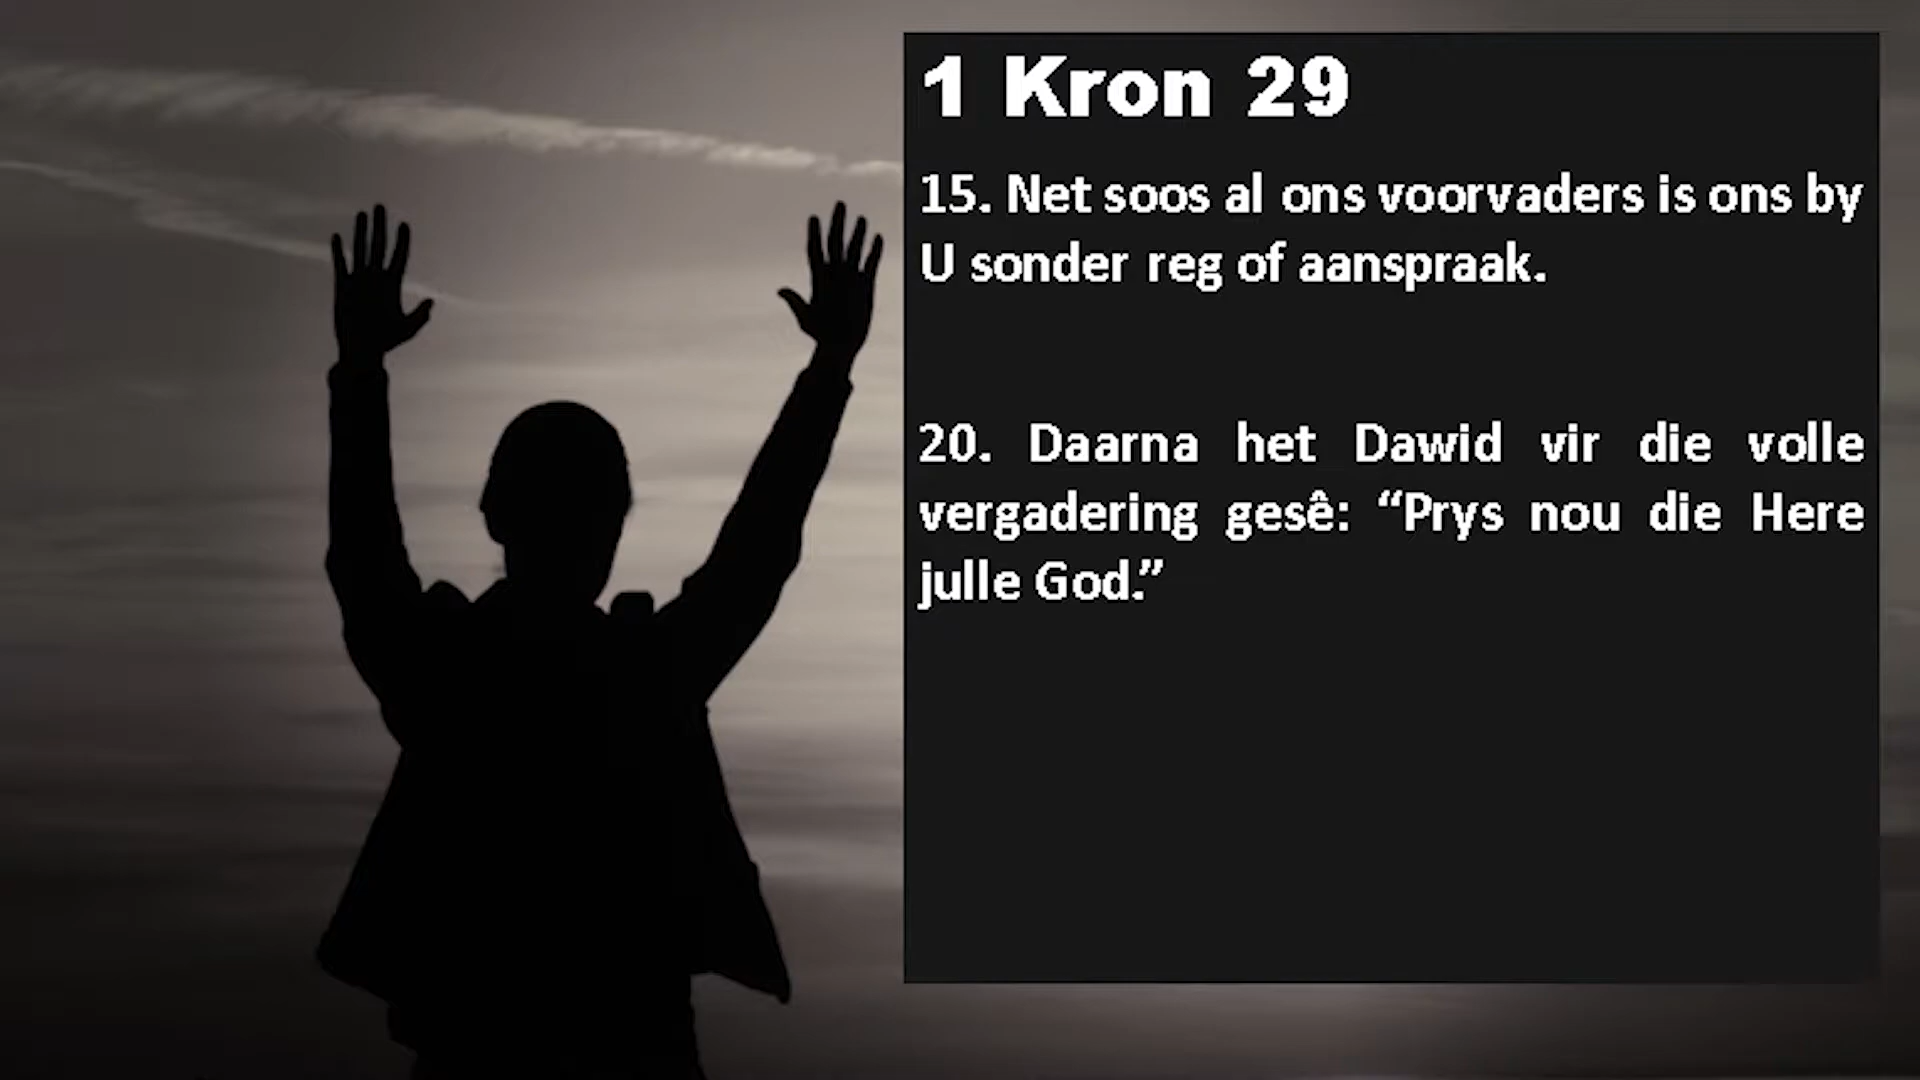 1 Kron 29
15. Net soos al ons voorvaders is ons by
U sonder reg of aanspraak.
20. Daarna het Dawid vir die volle
vergadering gesê: “Prys nou die Here
julle God.”